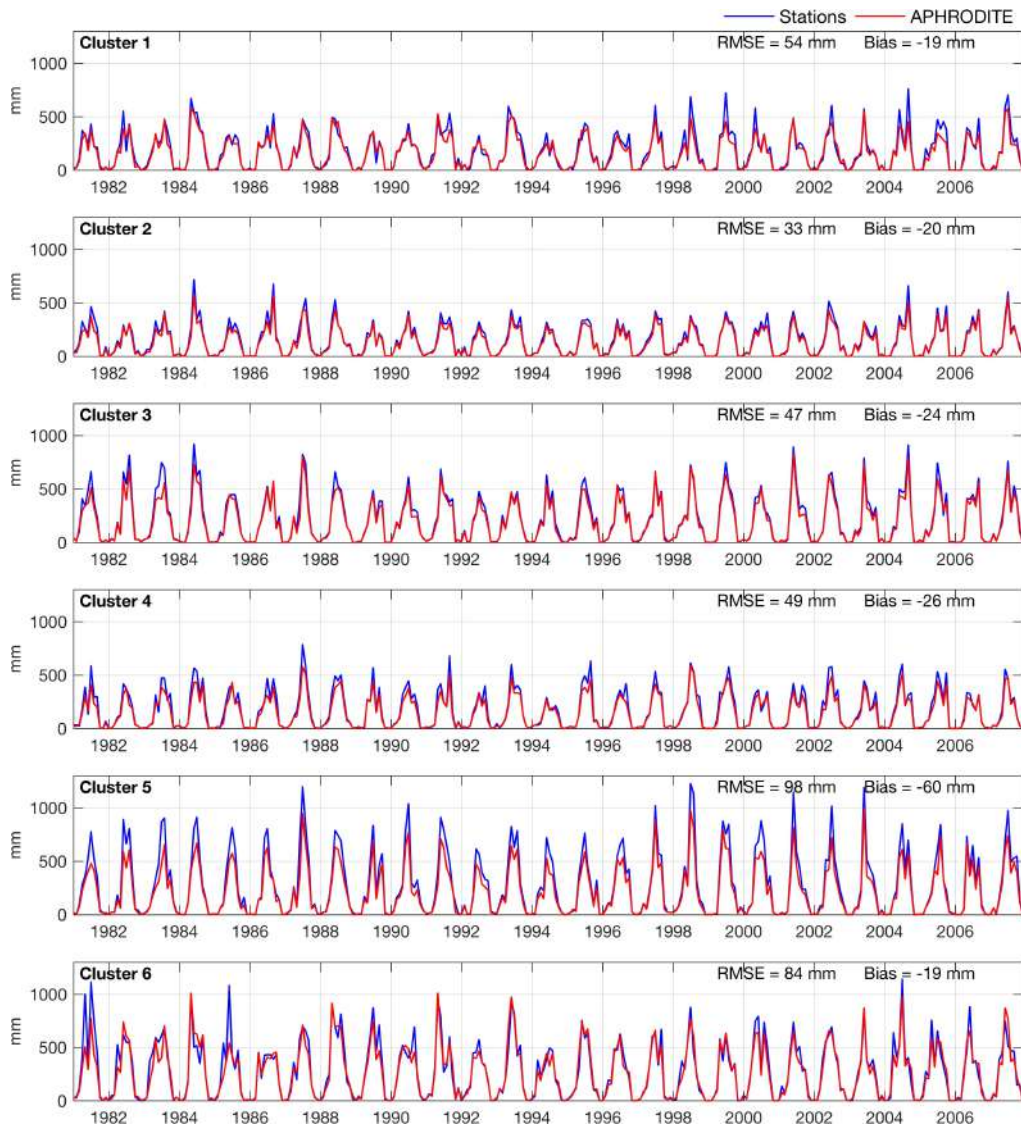 Stations APHRODITE
Cluster 1 RMSE = 54 mm Bias = -19 mm
1000
500
0
mm
1982 1984 1986 1988 1990 1992 1994 1996 1998 2000 2002 2004 2006
Cluster 2 RMSE = 33 mm Bias = -20 mm
1000
500
0
mm
1982 1984 1986 1988 1990 1992 1994 1996 1998 2000 2002 2004 2006
Cluster 3 RMSE = 47 mm Bias = -24 mm
1000
500
0
mm
1982 1984 1986 1988 1990 1992 1994 1996 1998 2000 2002 2004 2006
Cluster 4 RMSE = 49 mm Bias = -26 mm
1000
500
0
mm
1982 1984 1986 1988 1990 1992 1994 1996 1998 2000 2002 2004 2006
Cluster 5 RMSE = 98 mm Bias = -60 mm
1000
500
0
mm
1982 1984 1986 1988 1990 1992 1994 1996 1998 2000 2002 2004 2006
Cluster 6 RMSE = 84 mm Bias = -19 mm
1000
500
0
mm
1982 1984 1986 1988 1990 1992 1994 1996 1998 2000 2002 2004 2006